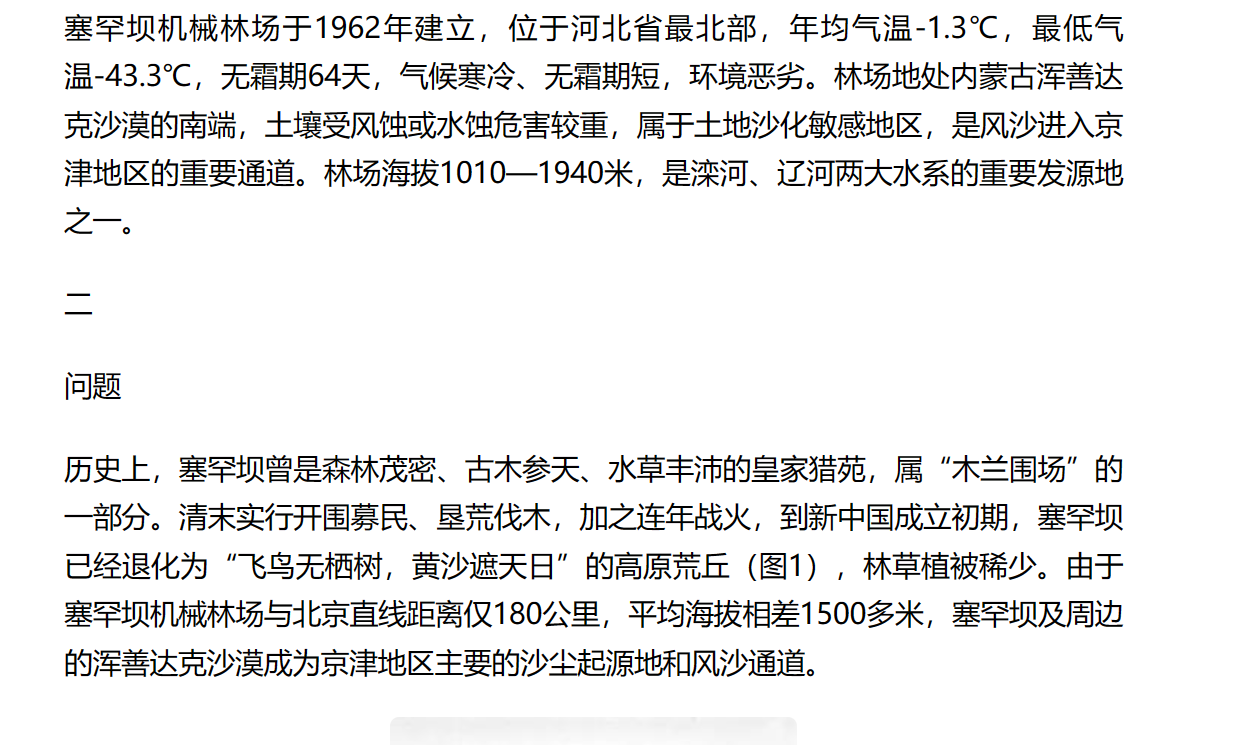 塞罕坝机械林场于1962年建立，位于河北省最北部，年均气温-1.3℃，最低气
温-43.3℃，无霜期64天，气候寒冷、无霜期短，环境恶劣。林场地处内蒙古浑善达
克沙漠的南端，土壤受风蚀或水蚀危害较重，属于土地沙化敏感地区，是风沙进入京
津地区的重要通道。林场海拔1010—1940米，是滦河、辽河两大水系的重要发源地
之一。
二
问题
历史上，塞罕坝曾是森林茂密、古木参天、水草丰沛的皇家猎苑，属“木兰围场”的
一部分。清末实行开围募民、垦荒伐木，加之连年战火，到新中国成立初期，塞罕坝
已经退化为“飞鸟无栖树，黄沙遮天日”的高原荒丘（图1），林草植被稀少。由于
塞罕坝机械林场与北京直线距离仅180公里，平均海拔相差1500多米，塞罕坝及周边
的浑善达克沙漠成为京津地区主要的沙尘起源地和风沙通道。